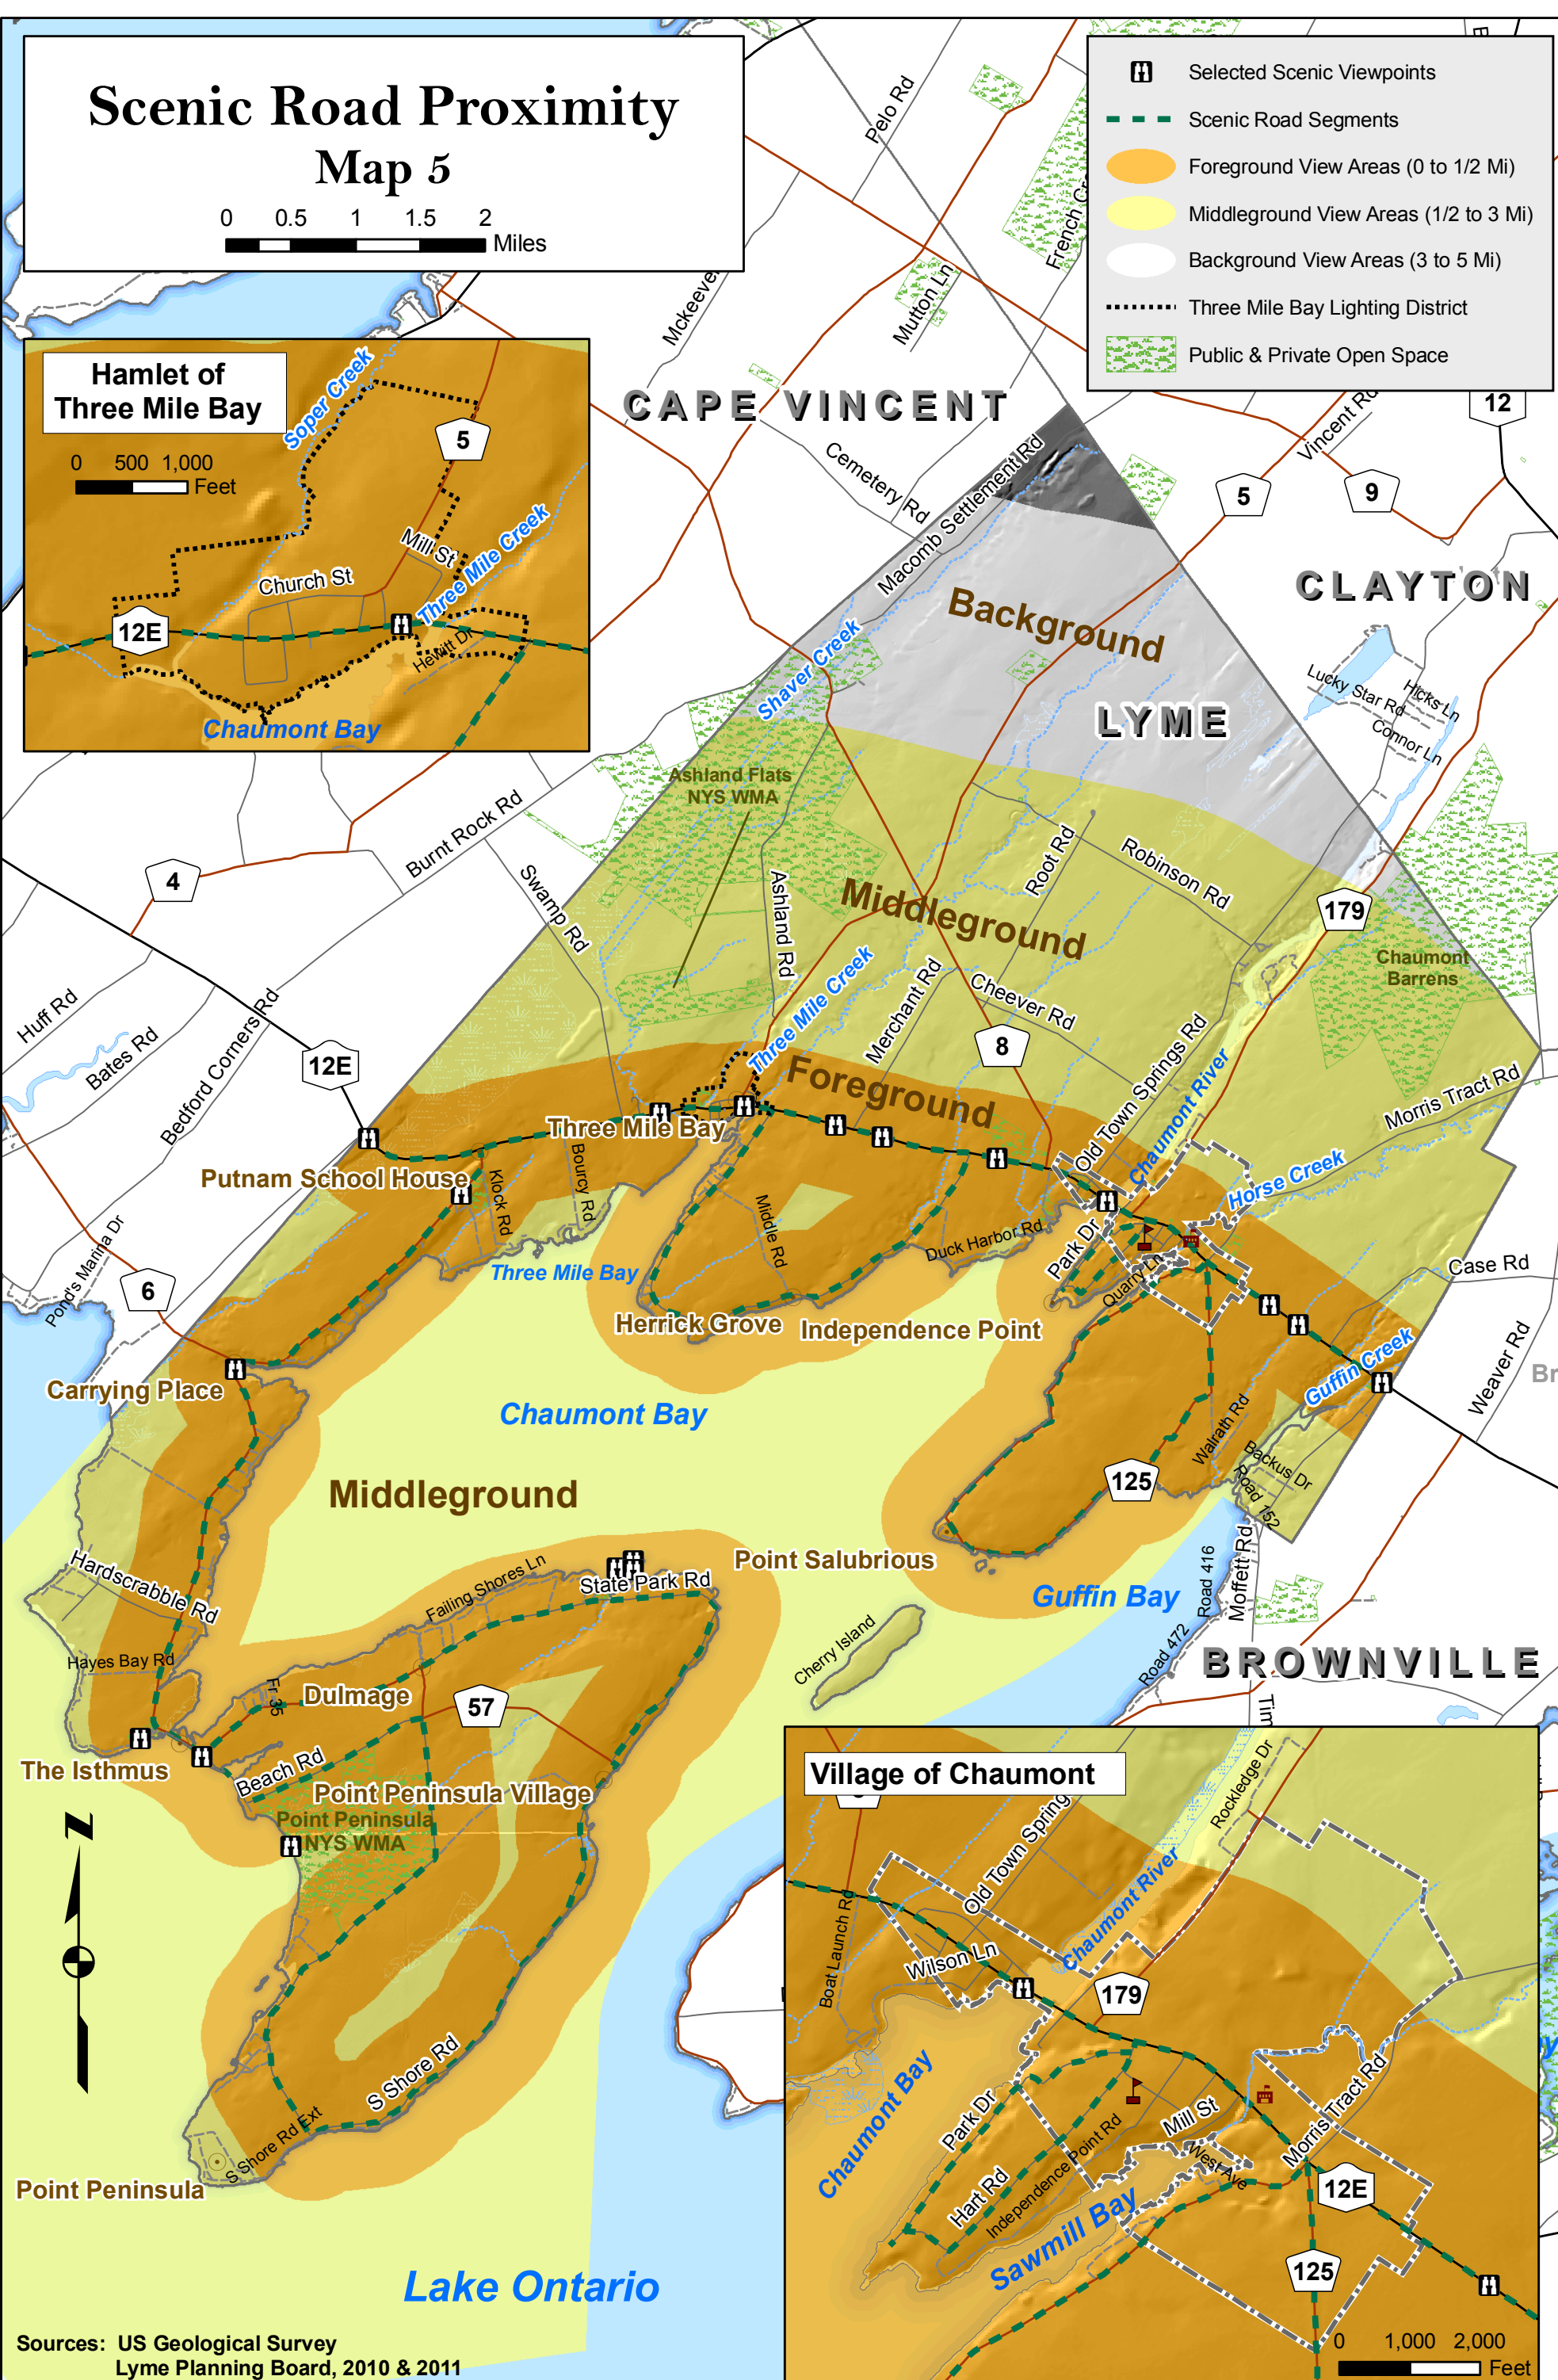 Scenic Road Proximity
Map 5
0 0.5 1 1.5 2
Miles
Selected Scenic Viewpoints
Scenic Road Segments
Foreground View Areas (0 to 1/2 Mi)
Middleground View Areas (1/2 to 3 Mi)
Background View Areas (3 to 5 Mi)
Three Mile Bay Lighting District
Public & Private Open Space
Pelo Rd
Mutton Ln
Hamlet of
Three Mile Bay
0 500 1,000
Feet
Soper Creek
5
Mill St
Three Mile Creek
Church St
12E
Hewitt Dr
Chaumont Bay
CAPE VINCENT
Cemetery Rd
Macomb Settlement Rd
Vincent Rd
12
5
9
CLAYTON
Background
Shaver Creek
LYME
Lucky Star Rd
Hicks Ln
Connor Ln
Ashland Flats
NYS WMA
Burnt Rock Rd
4
Swamp Rd
Ashland Rd
Root Rd
Robinson Rd
Middleground
179
Chaumont
Barrens
Huff Rd
Bates Rd
Bedford Corners Rd
12E
Three Mile Creek
Merchant Rd
Cheever Rd
8
Foreground
Old Town Springs Rd
Chaumont River
Morris Tract Rd
Horse Creek
Three Mile Bay
Putnam School House
Klock Rd
Bourcy Rd
Middle Rd
Duck Harbor Rd
Park Dr
Quarry Ln
Three Mile Bay
Pond's Marina Dr
6
Case Rd
Herrick Grove
Independence Point
Guffin Creek
Weaver Rd
Br
Carrying Place
Chaumont Bay
Walrath Rd
Backus Dr
Road 152
125
Middleground
Hardscrabble Rd
Failing Shores Ln
State Park Rd
Point Salubrious
Guffin Bay
Road 416
Moffett Rd
Cherry Island
Road 472
BROWNVILLE
Tim
Hayes Bay Rd
Fr 35
Dulmage
57
The Isthmus
Beach Rd
Point Peninsula Village
Point Peninsula
NYS WMA
N
S Shore Rd
S Shore Rd Ext
Point Peninsula
Lake Ontario
Village of Chaumont
Rockledge Dr
Old Town Spring
Chaumont River
Boat Launch Rd
Wilson Ln
179
Chaumont Bay
Park Dr
Hart Rd
Independence Point Rd
Mill St
West Ave
Morris Tract Rd
Sawmill Bay
12E
125
0 1,000 2,000
Feet
Sources: US Geological Survey
Lyme Planning Board, 2010 & 2011